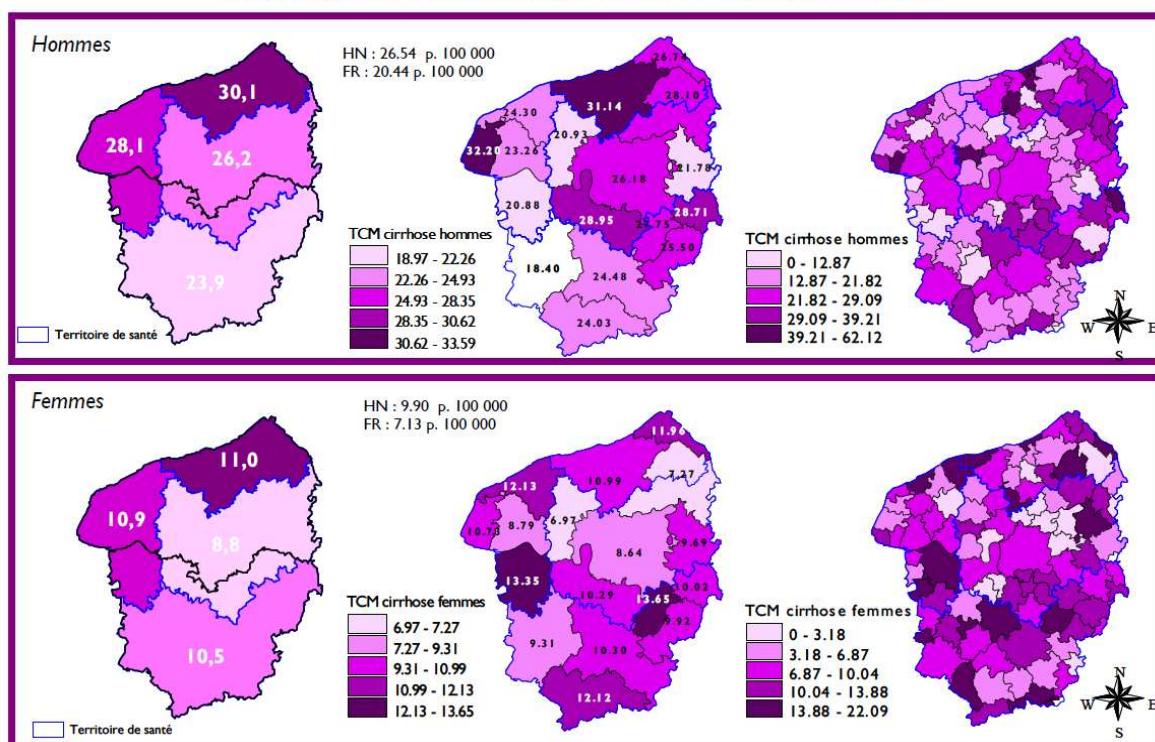 Hommes
HN : 26.54 p. 100 000
FR : 20.44 p. 100 000
30,1
28,1
26,2
23,9
Territoire de santé
26.74
28.10
31.14
24.30
20.93
32.20
23.26
21.78
26.18
20.88
28.95
28.71
25.50
18.40
24.48
24.03
TCM cirrhose hommes
18.97 - 22.26
22.26 - 24.93
24.93 - 28.35
28.35 - 30.62
30.62 - 33.59
TCM cirrhose hommes
0 - 12.87
12.87 - 21.82
21.82 - 29.09
29.09 - 39.21
39.21 - 62.12
N
W E
S
Femmes
HN : 9.90 p. 100 000
FR : 7.13 p. 100 000
11,0
10,9
8,8
10,5
Territoire de santé
11.96
7.27
10.99
12.13
6.97
10.73
8.79
8.64
9.69
13.35
10.29
13.65
10.02
9.92
9.31
10.30
12.12
TCM cirrhose femmes
6.97 - 7.27
7.27 - 9.31
9.31 - 10.99
10.99 - 12.13
12.13 - 13.65
TCM cirrhose femmes
0 - 3.18
3.18 - 6.87
6.87 - 10.04
10.04 - 13.88
13.88 - 22.09
N
W E
S